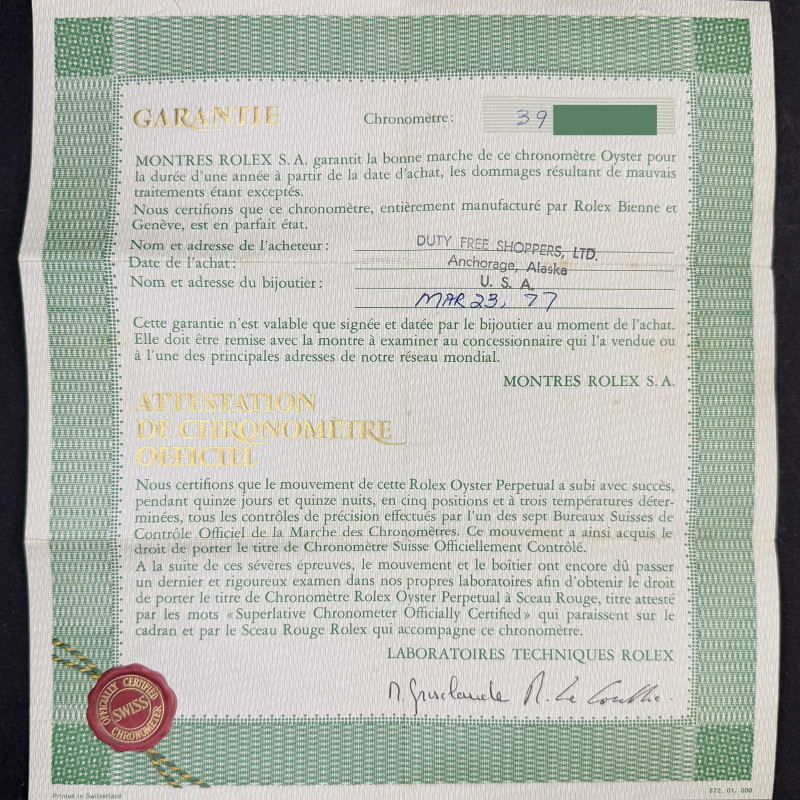 GARANTIE
Chronomètre: 39
MONTRES ROLEX S. A. garantit la bonne marche de ce chronomètre Oyster pour
la durée d'une année à partir de la date d'achat, les dommages résultant de mauvais
traitements étant exceptés.
Nous certifions que ce chronomètre, entièrement manufacturé par Rolex Bienne et
Genève, est en parfait état.
Nom et adresse de l'acheteur: DUTY FREE SHOPPERS, LTD.
Date de l'achat: Anchorage, Alaska
Nom et adresse du bijoutier: U. S. A.
MAR 23, 77
Cette garantie n'est valable que signée et datée par le bijoutier au moment de l'achat.
Elle doit être remise avec la montre à examiner au concessionnaire qui l'a vendue ou
à l'une des principales adresses de notre réseau mondial.
MONTRES ROLEX S. A.
ATTESTATION
DE CHRONOMÈTRE
OFFICIEL
Nous certifions que le mouvement de cette Rolex Oyster Perpetual a subi avec succès,
pendant quinze jours et quinze nuits, en cinq positions et à trois températures déter-
minées, tous les contrôles de précision effectués par l'un des sept Bureaux Suisses de
Contrôle Officiel de la Marche des Chronomètres. Ce mouvement a ainsi acquis le
droit de porter le titre de Chronomètre Suisse Officiellement Contrôlé.
A la suite de ces sévères épreuves, le mouvement et le boîtier ont encore dû passer
un dernier et rigoureux examen dans nos propres laboratoires afin d'obtenir le droit
de porter le titre de Chronomètre Rolex Oyster Perpetual à Sceau Rouge, titre attesté
par les mots «Superlative Chronometer Officially Certified» qui paraissent sur le
cadran et par le Sceau Rouge Rolex qui accompagne ce chronomètre.
LABORATOIRES TECHNIQUES ROLEX
OFFICIALLY CERTIFIED
SWISS
CHRONOMETER
Printed in Switzerland
572. 01. 300